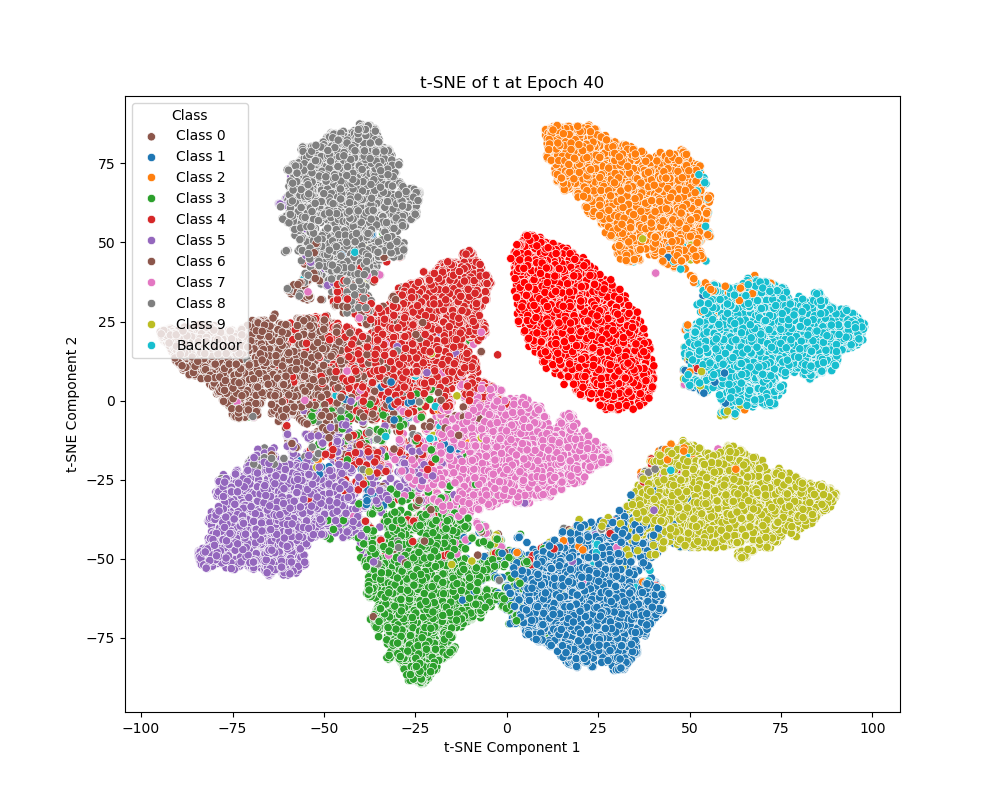 t-SNE of t at Epoch 40
Class
Class 0
Class 1
Class 2
Class 3
Class 4
Class 5
Class 6
Class 7
Class 8
Class 9
Backdoor
75
50
25
0
−25
−50
−75
t-SNE Component 2
−100
−75
−50
−25
0
25
50
75
100
t-SNE Component 1